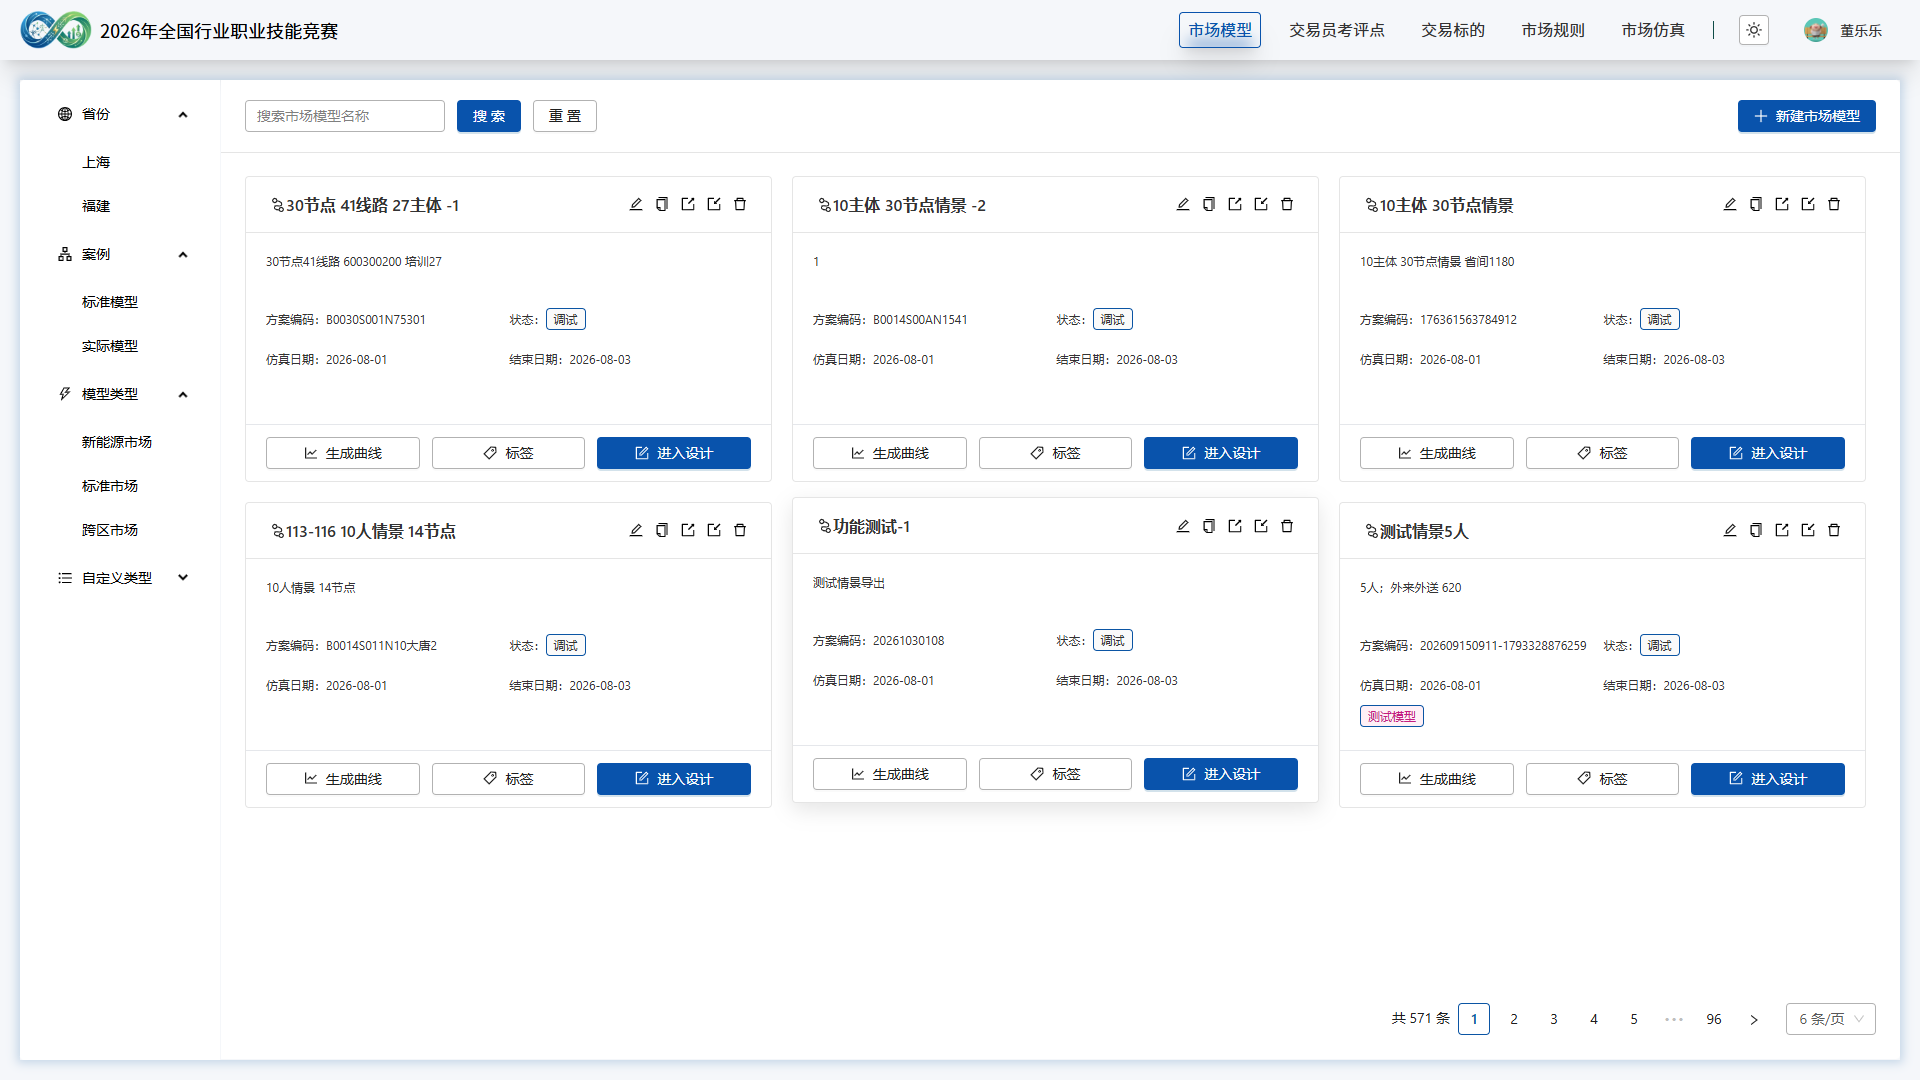 2026年全国行业职业技能竞赛
市场模型 交易员考评点 交易标的 市场规则 市场仿真 董乐乐
省份
上海
福建
案例
标准模型
实际模型
模型类型
新能源市场
标准市场
跨区市场
自定义类型
搜索市场模型名称 搜 索 重 置 新建市场模型
30节点 41线路 27主体 -1
30节点41线路 600300200 培训27
方案编码：B0030S001N75301 状态：调试
仿真日期：2026-08-01 结束日期：2026-08-03
生成曲线 标签 进入设计
10主体 30节点情景 -2
1
方案编码：B0014S00AN1541 状态：调试
仿真日期：2026-08-01 结束日期：2026-08-03
生成曲线 标签 进入设计
10主体 30节点情景
10主体 30节点情景 省间1180
方案编码：176361563784912 状态：调试
仿真日期：2026-08-01 结束日期：2026-08-03
生成曲线 标签 进入设计
113-116 10人情景 14节点
10人情景 14节点
方案编码：B0014S011N10大唐2 状态：调试
仿真日期：2026-08-01 结束日期：2026-08-03
生成曲线 标签 进入设计
功能测试-1
测试情景导出
方案编码：20261030108 状态：调试
仿真日期：2026-08-01 结束日期：2026-08-03
生成曲线 标签 进入设计
测试情景5人
5人；外来外送 620
方案编码：202609150911-1793328876259 状态：调试
仿真日期：2026-08-01 结束日期：2026-08-03
测试模型
生成曲线 标签 进入设计
共 571 条 1 2 3 4 5 ••• 96 6 条/页